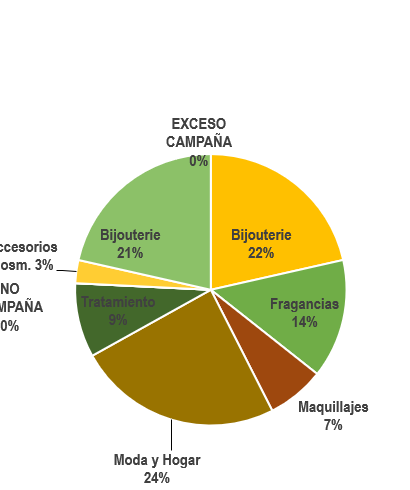 EXCESO
CAMPAÑA
0%
Bijouterie
22%
Fragancias
14%
Maquillajes
7%
Moda y Hogar
24%
Tratamiento
9%
NO
0%
ccesorios
osm. 3%
Bijouterie
21%